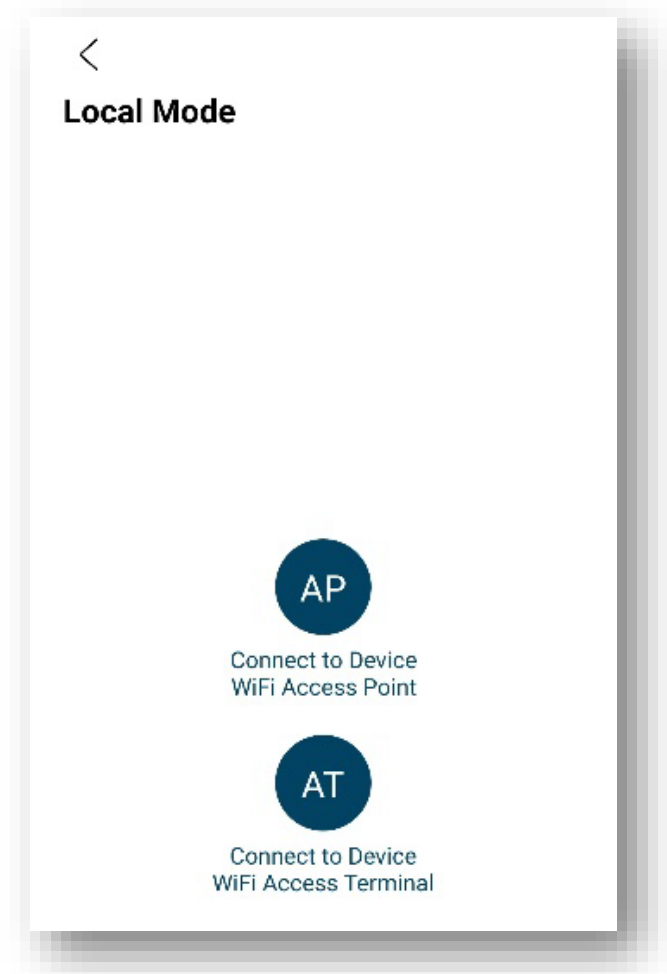 Local Mode
AP
Connect to Device
WiFi Access Point
AT
Connect to Device
WiFi Access Terminal